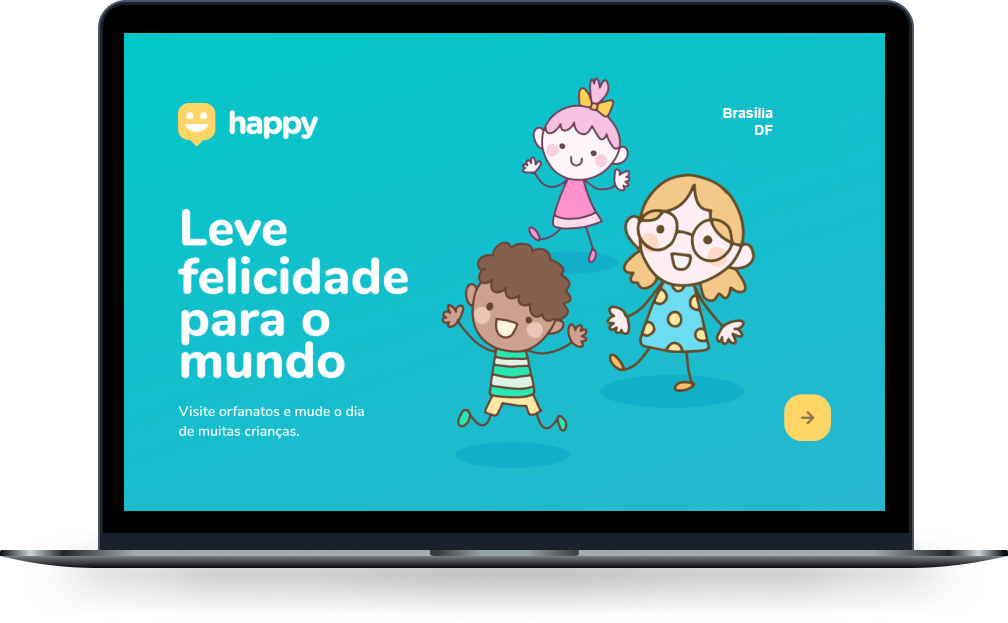 happy
Brasília
DF
Leve
felicidade
para o
mundo
Visite orfanatos e mude o dia
de muitas crianças.